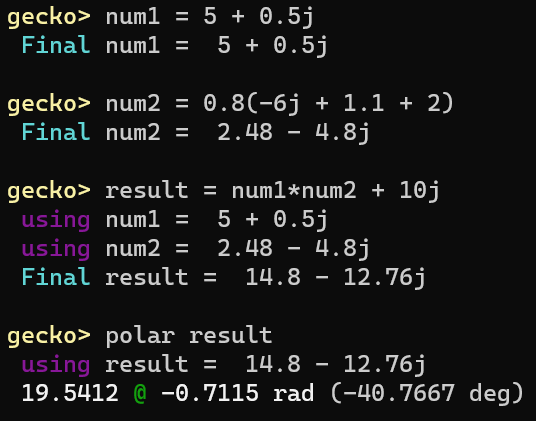 gecko> num1 = 5 + 0.5j
Final num1 =  5 + 0.5j
gecko> num2 = 0.8(-6j + 1.1 + 2)
Final num2 =  2.48 - 4.8j
gecko> result = num1*num2 + 10j
using num1 =  5 + 0.5j
using num2 =  2.48 - 4.8j
Final result =  14.8 - 12.76j
gecko> polar result
using result =  14.8 - 12.76j
19.5412 @ -0.7115 rad (-40.7667 deg)